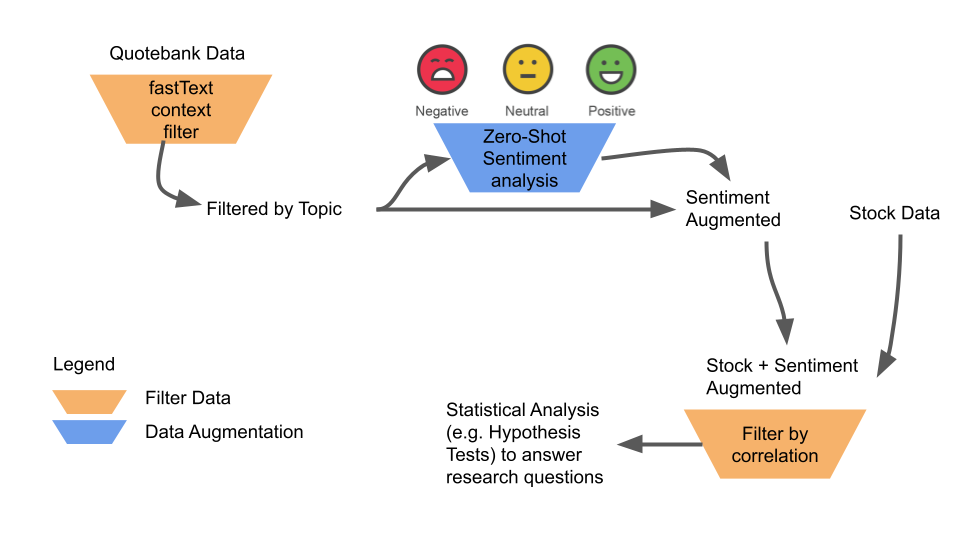 Quotebank Data
fastText
context
filter
Negative
Neutral
Positive
Zero-Shot
Sentiment
analysis
Filtered by Topic
Sentiment
Augmented
Stock Data
Stock + Sentiment
Augmented
Filter by
correlation
Statistical Analysis
(e.g. Hypothesis
Tests) to answer
research questions
Legend
Filter Data
Data Augmentation